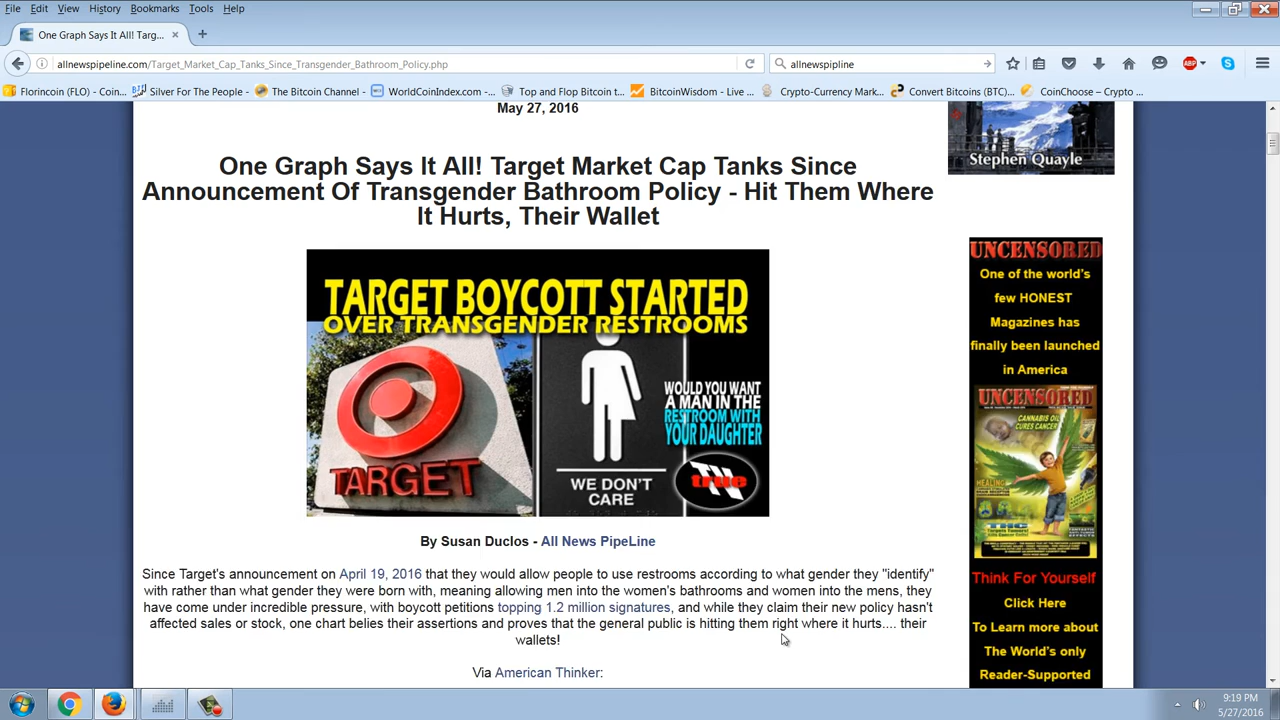 File Edit View History Bookmarks Tools Help
One Graph Says It All! Targ...
allnewspipeline.com/Target_Market_Cap_Tanks_Since_Transgender_Bathroom_Policy.php
allnewspipline
ABP
Florincoin (FLO) - Coin...
Silver For The People - ...
The Bitcoin Channel - ...
WorldCoinIndex.com -...
Top and Flop Bitcoin t...
BitcoinWisdom - Live ...
Crypto-Currency Mark...
Convert Bitcoins (BTC)...
CoinChoose – Crypto ...
May 27, 2016
One Graph Says It All! Target Market Cap Tanks Since
Announcement Of Transgender Bathroom Policy - Hit Them Where
It Hurts, Their Wallet
TARGET BOYCOTT STARTED
OVER TRANSGENDER RESTROOMS
TARGET
WE DON'T
CARE
WOULD YOU WANT
A MAN IN THE
RESTROOM WITH
YOUR DAUGHTER
true
By Susan Duclos - All News PipeLine
Since Target's announcement on April 19, 2016 that they would allow people to use restrooms according to what gender they "identify"
with rather than what gender they were born with, meaning allowing men into the women's bathrooms and women into the mens, they
have come under incredible pressure, with boycott petitions topping 1.2 million signatures, and while they claim their new policy hasn't
affected sales or stock, one chart belies their assertions and proves that the general public is hitting them right where it hurts.... their
wallets!
Via American Thinker:
Stephen Quayle
UNCENSORED
One of the world's
few HONEST
Magazines has
finally been launched
in America
UNCENSORED
CANNABIS OIL
CURES CANCER
HEALING
THC
Think For Yourself
Click Here
To Learn more about
The World's only
Reader-Supported
9:19 PM
5/27/2016